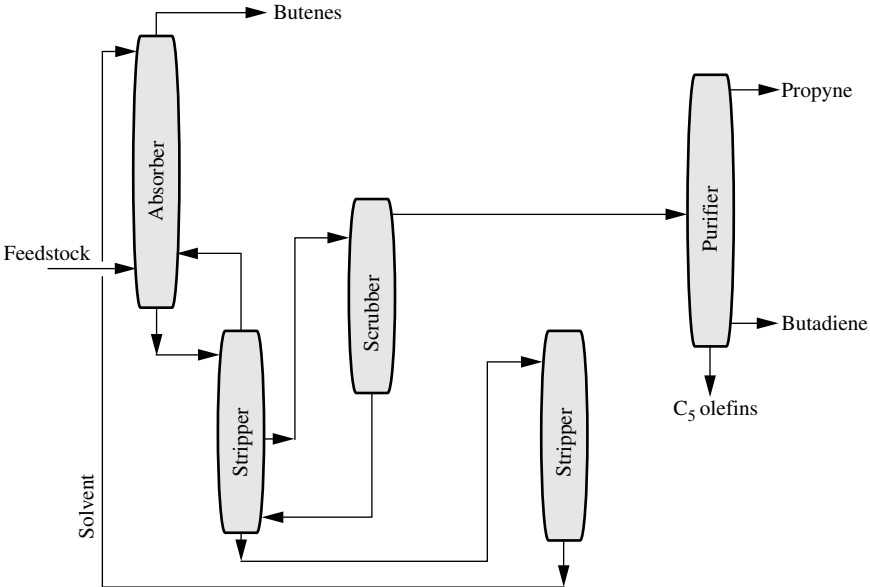 Butenes
Propyne
Absorber
Purifier
Feedstock
Scrubber
Butadiene
C5 olefins
Stripper
Stripper
Solvent